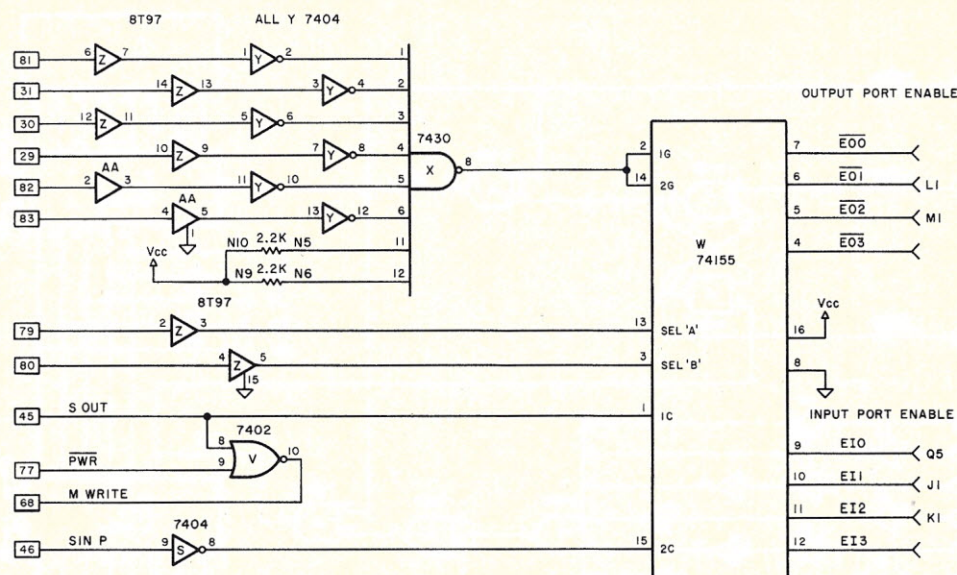 8T97 ALL Y 7404
81 6 Z 7 1 Y 2 1
31 14 Z 13 3 Y 4 2
30 12 Z 11 5 Y 6 3
29 10 Z 9 7 Y 8 4
82 2 AA 3 11 Y 10 5
83 4 AA 5 13 Y 12 6
1
7430
X 8
Vcc
N10 2.2K N5 11
N9 2.2K N6 12
8T97
79 2 Z 3 13 SEL 'A'
80 4 Z 5 3 SEL 'B'
15
45 S OUT 1 1C
7402
8 V 10
77 PWR 9
68 M WRITE
7404
46 SIN P 9 S 8 15 2C
2 1G
14 2G
W
74155
OUTPUT PORT ENABLE
7 E00
6 E01 L1
5 E02 M1
4 E03
Vcc
16
8
INPUT PORT ENABLE
9 EI0 Q5
10 EI1 J1
11 EI2 K1
12 EI3